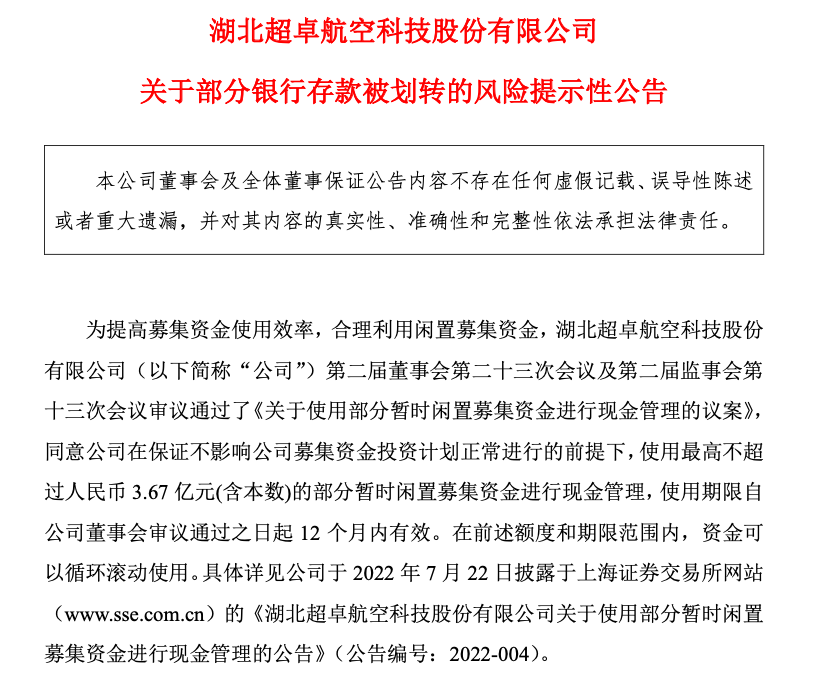 湖北超卓航空科技股份有限公司
关于部分银行存款被划转的风险提示性公告
本公司董事会及全体董事保证公告内容不存在任何虚假记载、误导性陈述
或者重大遗漏，并对其内容的真实性、准确性和完整性依法承担法律责任。
为提高募集资金使用效率，合理利用闲置募集资金，湖北超卓航空科技股份
有限公司（以下简称“公司”）第二届董事会第二十三次会议及第二届监事会第
十三次会议审议通过了《关于使用部分暂时闲置募集资金进行现金管理的议案》，
同意公司在保证不影响公司募集资金投资计划正常进行的前提下，使用最高不超
过人民币 3.67 亿元(含本数)的部分暂时闲置募集资金进行现金管理，使用期限自
公司董事会审议通过之日起 12 个月内有效。在前述额度和期限范围内，资金可
以循环滚动使用。具体详见公司于 2022 年 7 月 22 日披露于上海证券交易所网站
（www.sse.com.cn）的《湖北超卓航空科技股份有限公司关于使用部分暂时闲置
募集资金进行现金管理的公告》（公告编号：2022-004）。